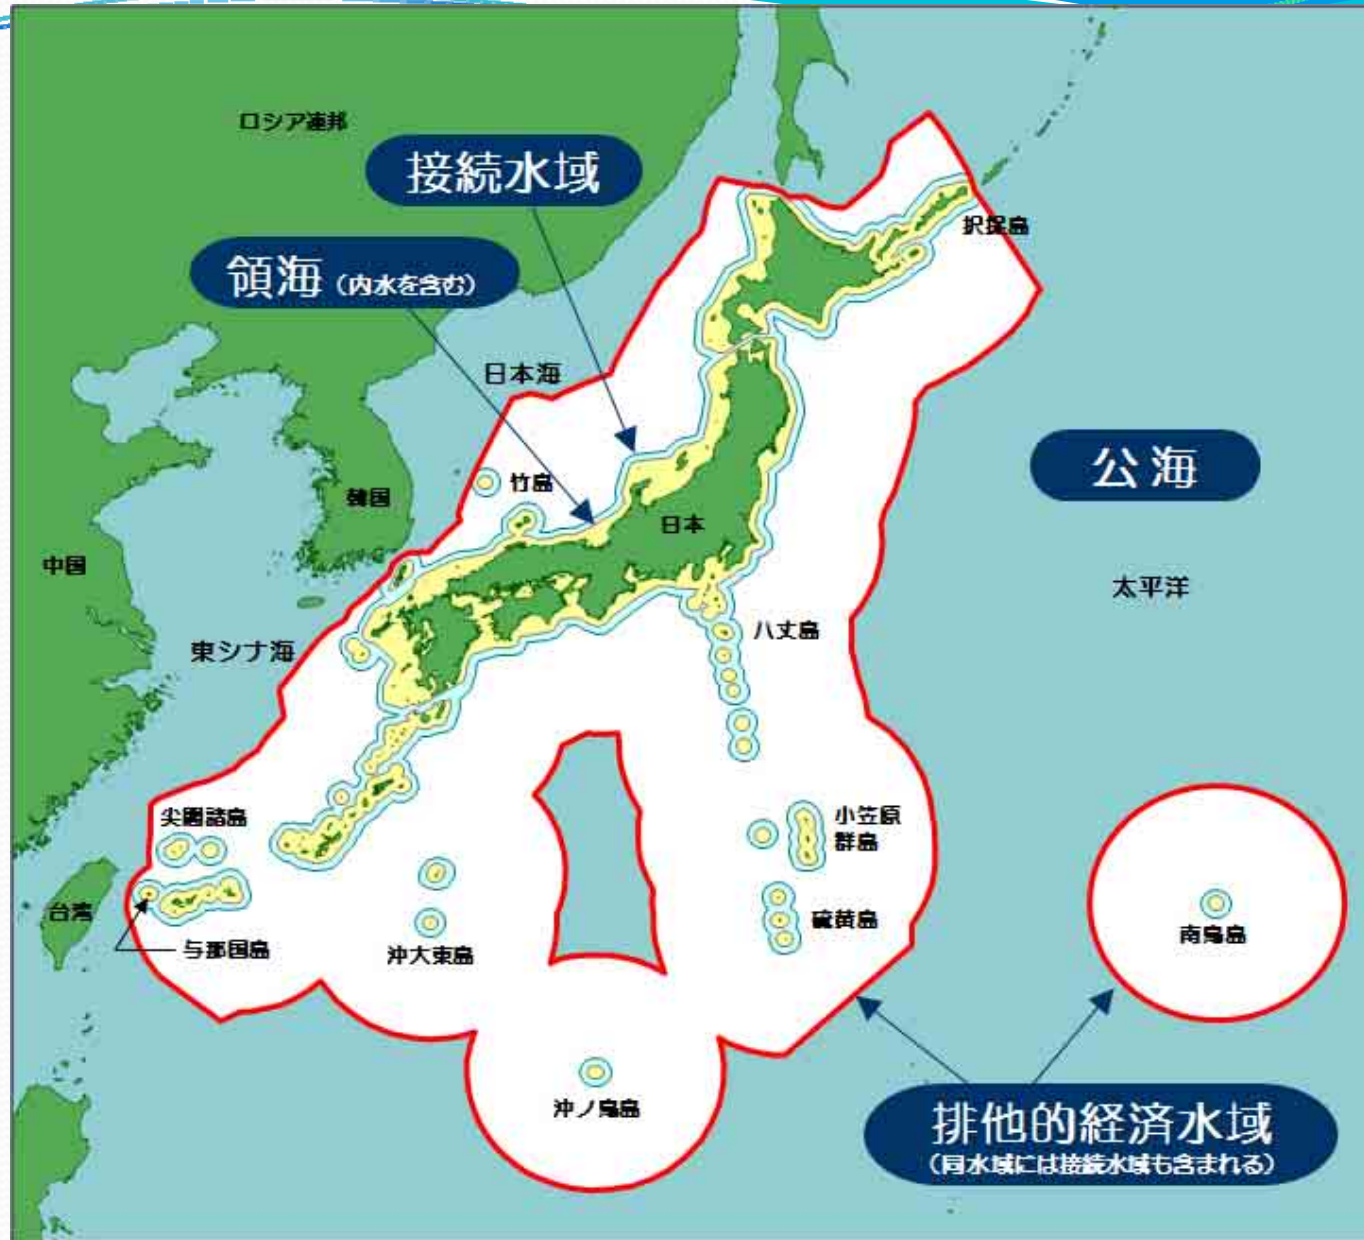 ロシア連邦
接続水域
択捉島
領海(内水を含む)
日本海
公海
竹島
韓国
日本
中国
太平洋
八丈島
東シナ海
尖閣諸島
小笠原
群島
台湾
硫黄島
南鳥島
与那国島
沖大東島
沖ノ鳥島
排他的経済水域
(同水域には接続水域も含まれる)